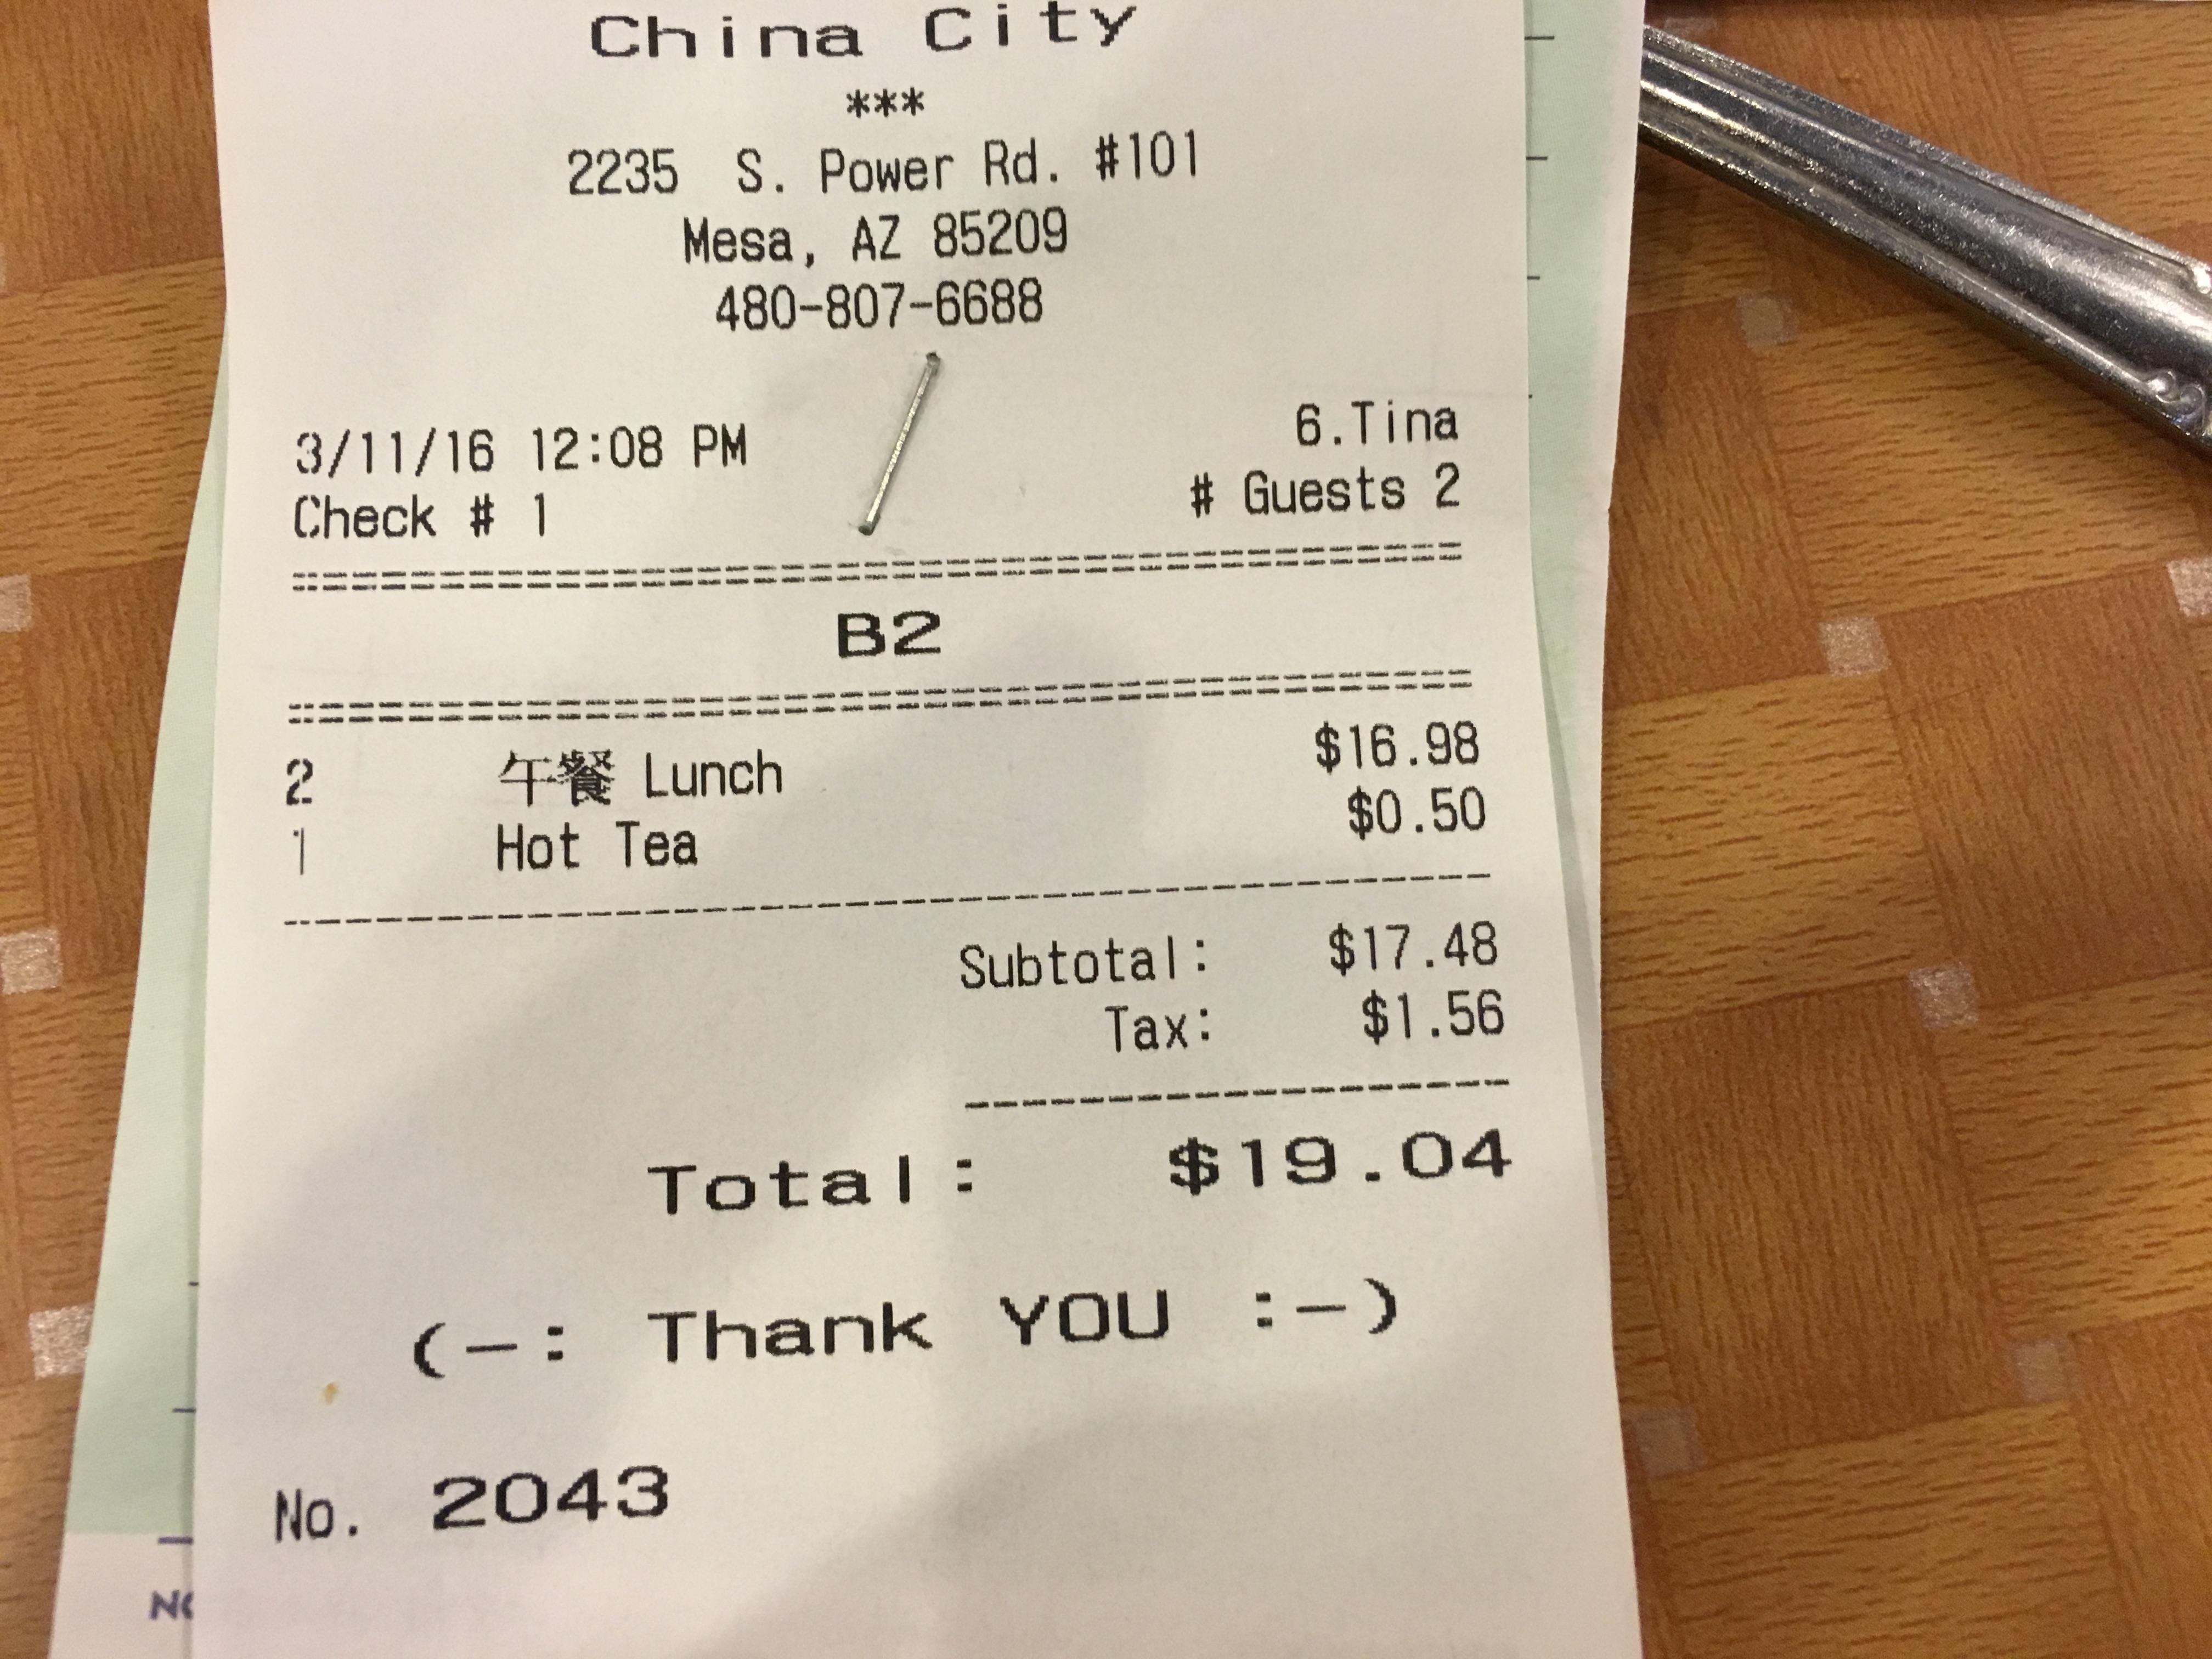 China City
***
2235 S. Power Rd. #101
Mesa, AZ 85209
480-807-6688
6.Tina
3/11/16 12:08 PM
# Guests 2
Check # 1
B2
2 午餐 Lunch $16.98
1 Hot Tea $0.50
Subtotal: $17.48
Tax: $1.56
Total: $19.04
(-: Thank YOU :-)
No. 2043